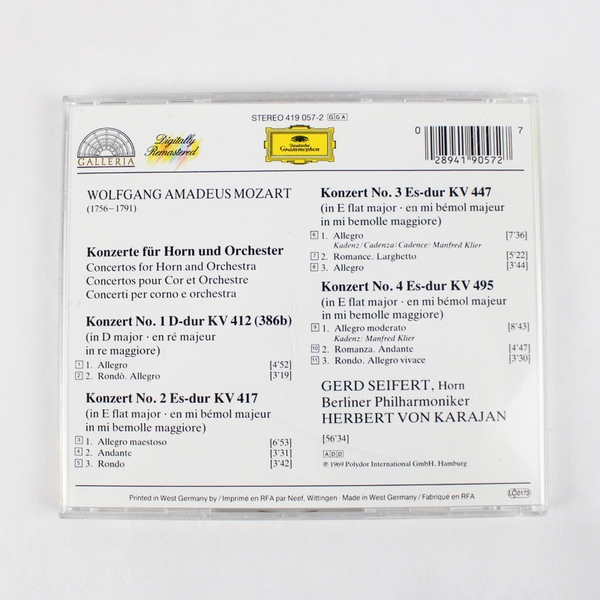 STEREO 419 057-2 GGA
GALLERIA
Digitally
Remastered
Deutsche
Grammophon
0 28941 90572 7
WOLFGANG AMADEUS MOZART
(1756–1791)
Konzerte für Horn und Orchester
Concertos for Horn and Orchestra
Concertos pour Cor et Orchestre
Concerti per corno e orchestra
Konzert No. 1 D-dur KV 412 (386b)
(in D major · en ré majeur
in re maggiore)
1 1. Allegro [4'52]
2 2. Rondò. Allegro [3'19]
Konzert No. 2 Es-dur KV 417
(in E flat major · en mi bémol majeur
in mi bemolle maggiore)
3 1. Allegro maestoso [6'53]
4 2. Andante [3'31]
5 3. Rondo [3'42]
Konzert No. 3 Es-dur KV 447
(in E flat major · en mi bémol majeur
in mi bemolle maggiore)
6 1. Allegro [7'36]
Kadenz/Cadenza/Cadence: Manfred Klier
7 2. Romance. Larghetto [5'22]
8 3. Allegro [3'44]
Konzert No. 4 Es-dur KV 495
(in E flat major · en mi bémol majeur
in mi bemolle maggiore)
9 1. Allegro moderato [8'43]
Kadenz: Manfred Klier
10 2. Romanza. Andante [4'47]
11 3. Rondo. Allegro vivace [3'30]
GERD SEIFERT, Horn
Berliner Philharmoniker
HERBERT VON KARAJAN
[56'34]
ADD
℗ 1969 Polydor International GmbH, Hamburg
Printed in West Germany by / Imprimé en RFA par Neef, Wittingen · Made in West Germany / Fabriqué en RFA
LC 0173